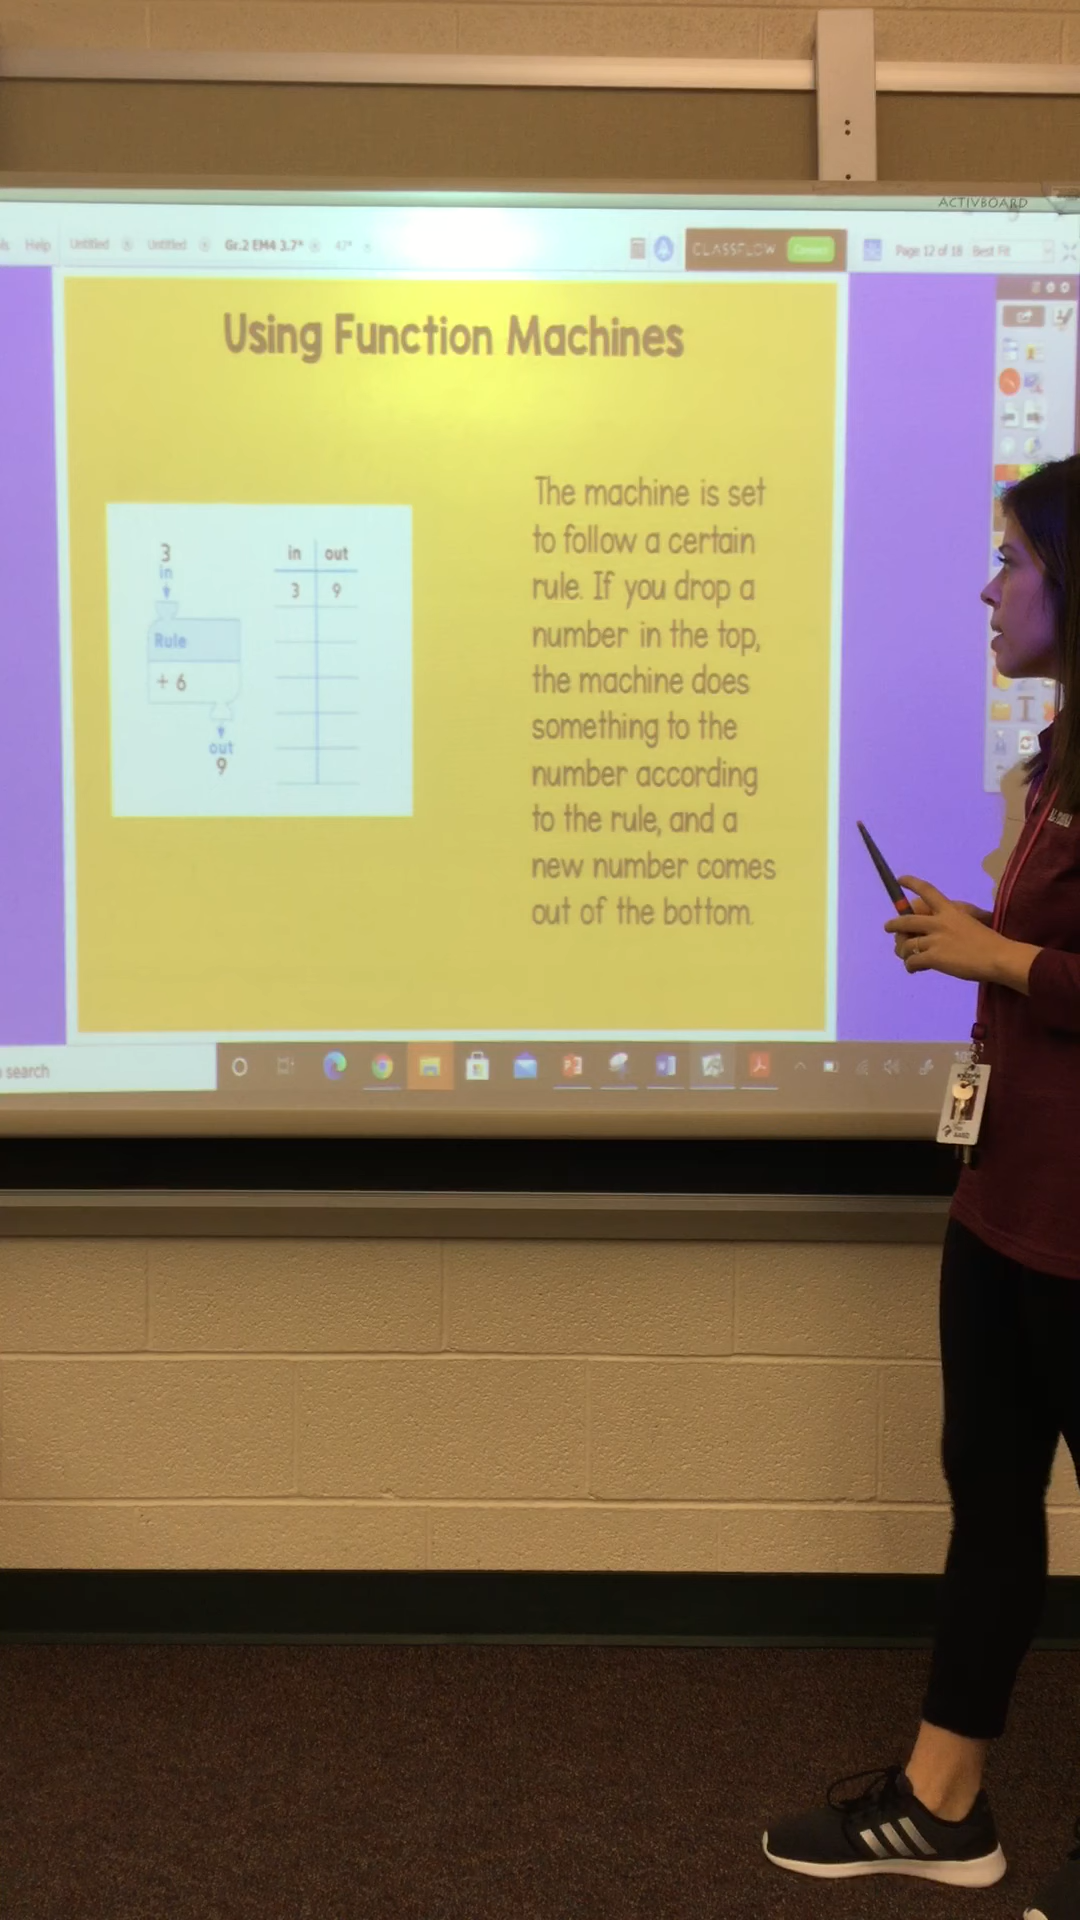 ACTIVBOARD
Help Untitled Untitled Gr.2 EM4 3.7* 47* CLASSFLOW Connect Page 12 of 18 Best Fit
Using Function Machines
The machine is set
to follow a certain
rule. If you drop a
number in the top,
the machine does
something to the
number according
to the rule, and a
new number comes
out of the bottom.
3
in
Rule
+ 6
out
9
in out
3 9
search